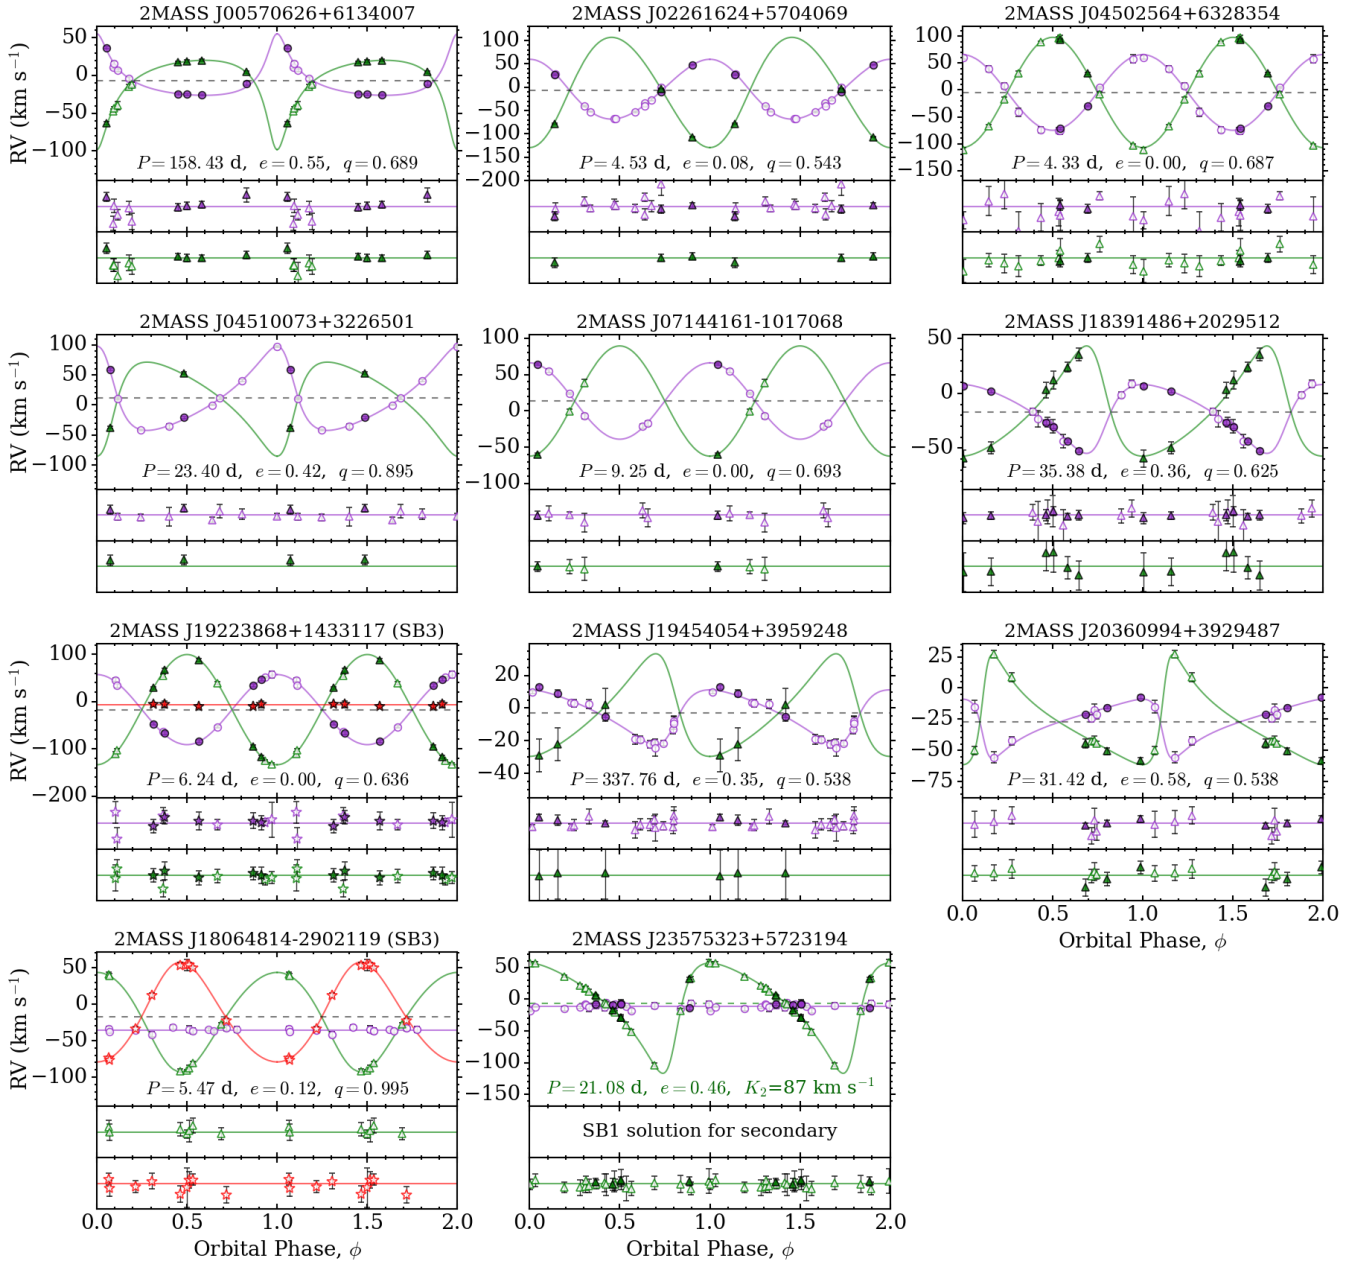 2MASS J00570626+6134007
2MASS J02261624+5704069
2MASS J04502564+6328354
RV (km s⁻¹)
50
0
−50
−100
P = 158.43 d, e = 0.55, q = 0.689
100
50
0
−50
−100
−130
−200
P = 4.53 d, e = 0.08, q = 0.543
100
50
0
−50
−100
−150
P = 4.33 d, e = 0.00, q = 0.687
2MASS J04510073+3226501
2MASS J07144161-1017068
2MASS J18391486+2029512
RV (km s⁻¹)
100
50
0
−50
−100
P = 23.40 d, e = 0.42, q = 0.895
100
50
0
−50
−100
P = 9.25 d, e = 0.00, q = 0.693
50
0
−50
P = 35.38 d, e = 0.36, q = 0.625
2MASS J19223868+1433117 (SB3)
2MASS J19454054+3959248
2MASS J20360994+3929487
RV (km s⁻¹)
100
0
−100
−200
P = 6.24 d, e = 0.00, q = 0.636
20
0
−20
−40
P = 337.76 d, e = 0.35, q = 0.538
25
0
−25
−50
−75
P = 31.42 d, e = 0.58, q = 0.538
0.0 0.5 1.0 1.5 2.0
Orbital Phase, ϕ
2MASS J18064814-2902119 (SB3)
2MASS J23575323+5723194
RV (km s⁻¹)
50
0
−50
−100
P = 5.47 d, e = 0.12, q = 0.995
50
0
−50
−100
−150
P = 21.08 d, e = 0.46, K₂=87 km s⁻¹
SB1 solution for secondary
0.0 0.5 1.0 1.5 2.0
Orbital Phase, ϕ
0.0 0.5 1.0 1.5 2.0
Orbital Phase, ϕ